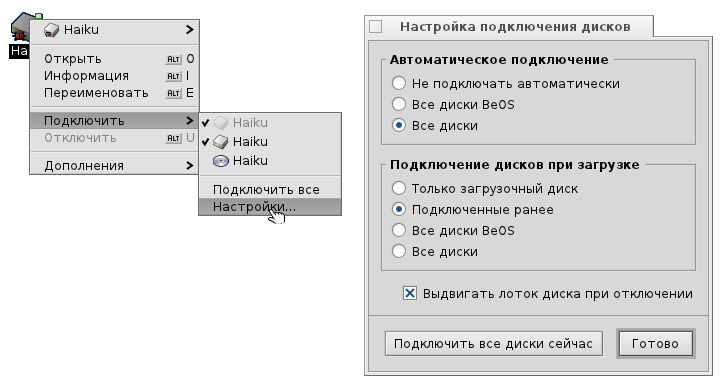 Ha
Haiku
Открыть ALT O
Информация ALT I
Переименовать ALT E
Подключить
Отключить ALT U
Дополнения
Haiku
Haiku
Haiku
Подключить все
Настройки...
Настройка подключения дисков
Автоматическое подключение
Не подключать автоматически
Все диски BeOS
Все диски
Подключение дисков при загрузке
Только загрузочный диск
Подключенные ранее
Все диски BeOS
Все диски
Выдвигать лоток диска при отключении
Подключить все диски сейчас
Готово